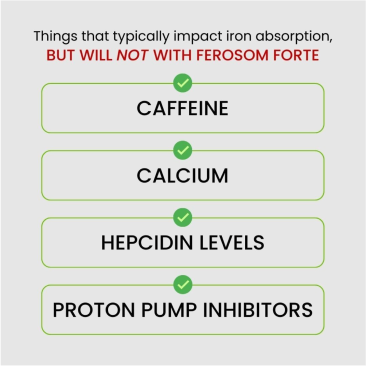 Things that typically impact iron absorption,
BUT WILL NOT WITH FEROSOM FORTE
CAFFEINE
CALCIUM
HEPCIDIN LEVELS
PROTON PUMP INHIBITORS